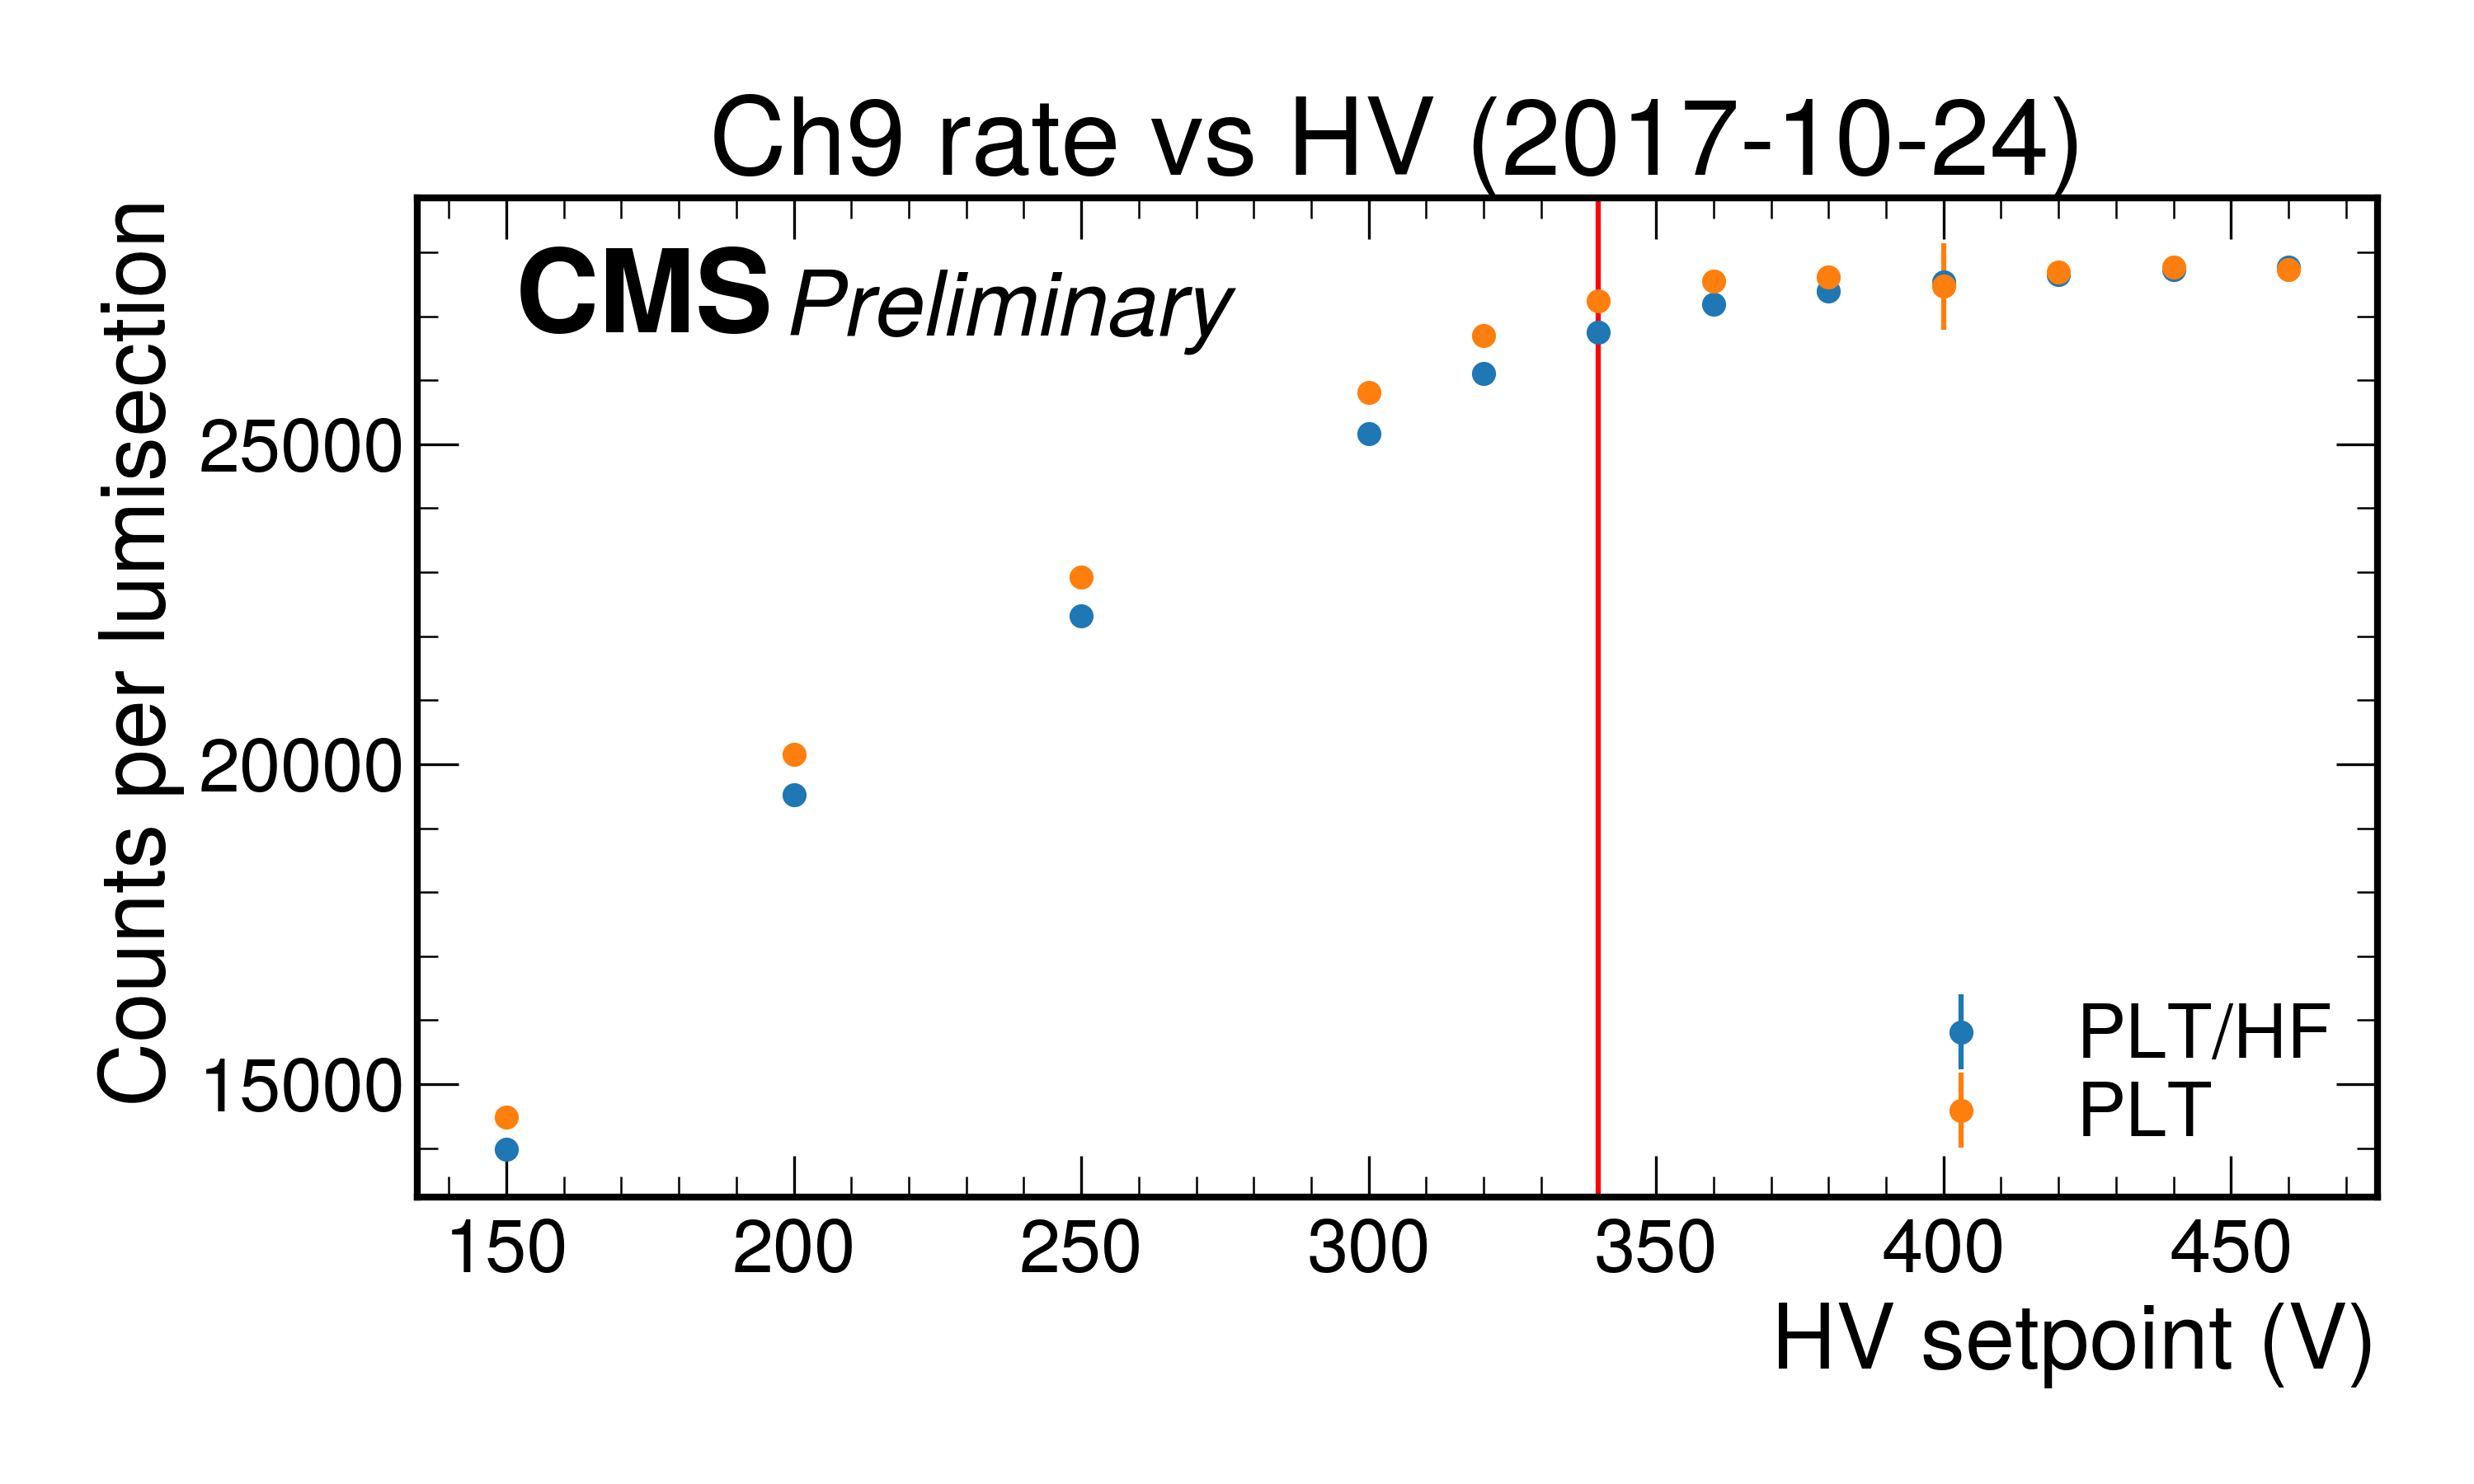 Ch9 rate vs HV (2017-10-24)
CMS Preliminary
Counts per lumisection
25000
20000
15000
PLT/HF
PLT
150 200 250 300 350 400 450
HV setpoint (V)